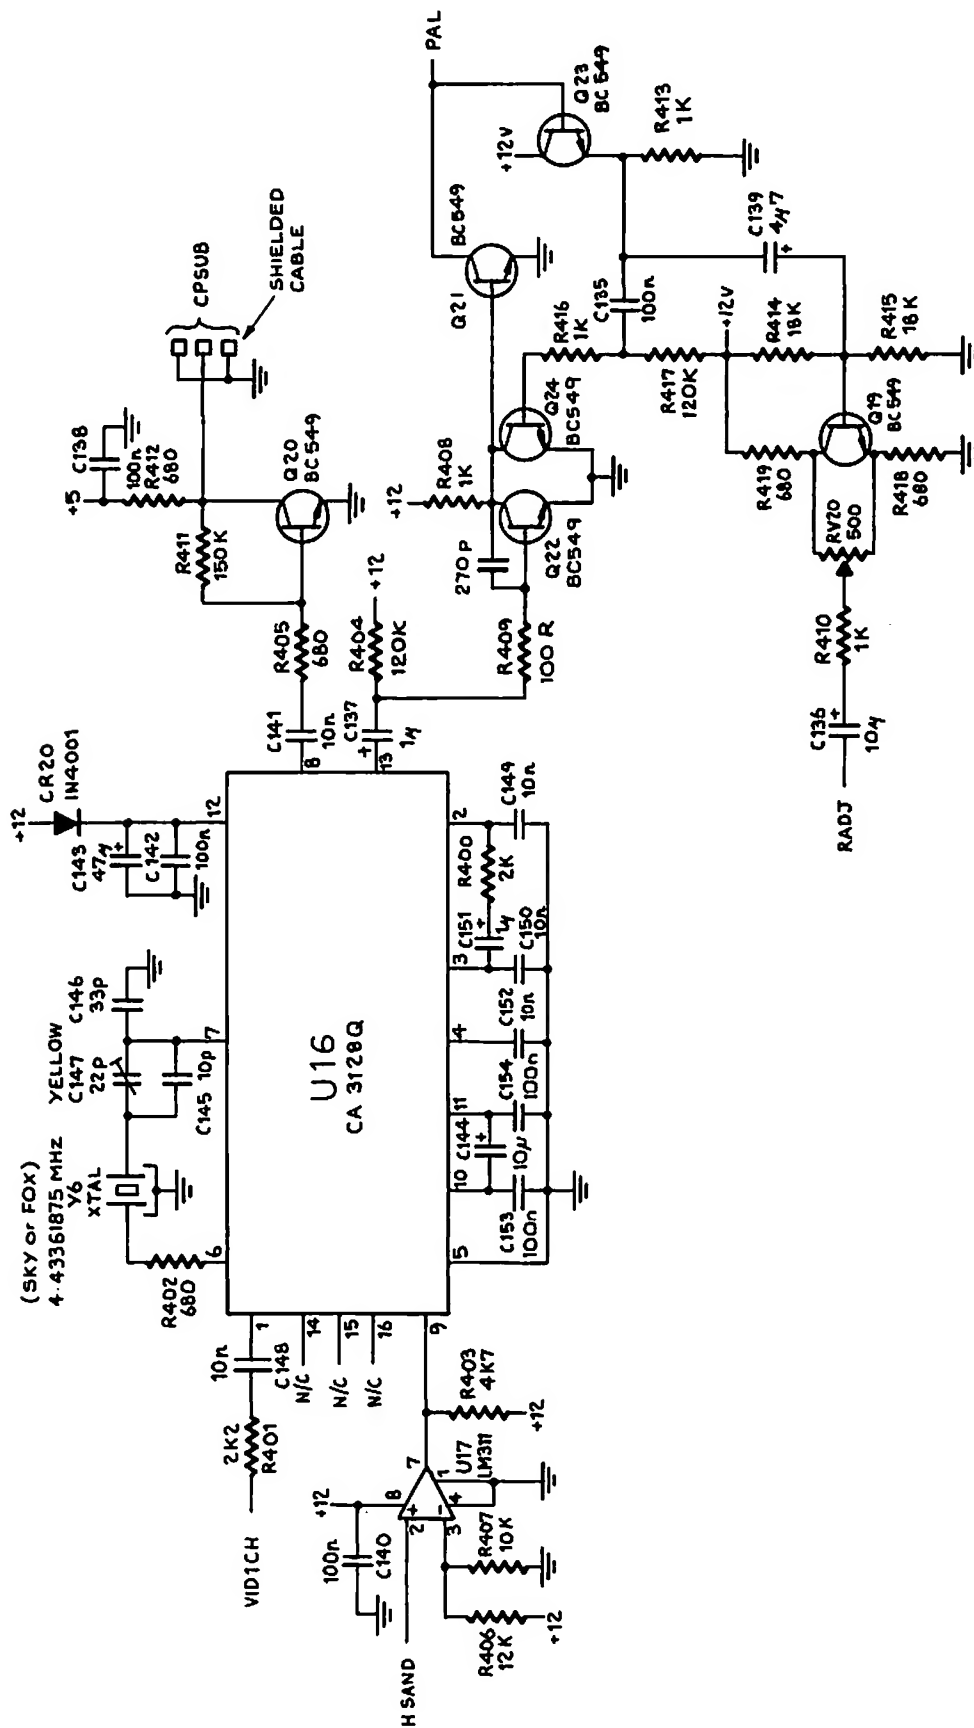 (SKY or FOX)
4.43361875 MHZ
Y6
XTAL
YELLOW
C147
22p
C146
33p
C145
10p
R402
680
+12
CR20
IN4001
C143
47µ
C142
100n
6
7
12
U16
CA 3128Q
1
14
15
16
9
8
13
5
10
11
4
3
2
VID1CH
2K2
R401
10n
C148
N/C
N/C
N/C
H SAND
100n
C140
+12
8
2
+
3
-
7
1
4
U17
LM311
R403
4K7
+12
R406
12K
+12
R407
10K
C153
100n
C144
10µ
C154
100n
C152
10n
C151
1µ
C150
10n
R400
2K
C149
10n
C141
10n
R405
680
R411
150K
+5
C138
100n
R412
680
Q20
BC549
CPSUB
SHIELDED
CABLE
C137
+
1µ
R404
120K
+12
R409
100R
270p
+12
R408
1K
Q22
BC549
Q24
BC549
Q21
BC549
PAL
+12V
Q23
BC549
R413
1K
R416
1K
C135
100n
R417
120K
+12V
C139
4µ7
+
R414
18K
R415
18K
Q19
BC549
R419
680
R418
680
RV20
500
R410
1K
C136
+
10µ
RADJ